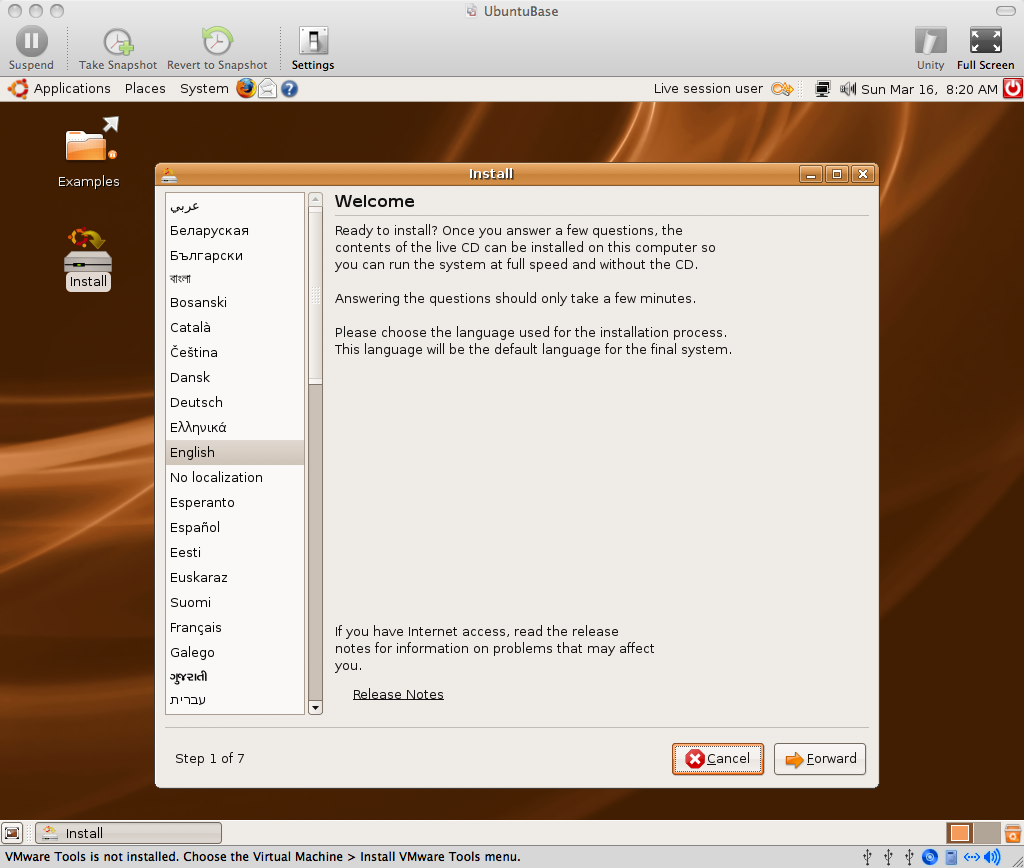 UbuntuBase
Suspend
Take Snapshot
Revert to Snapshot
Settings
Unity
Full Screen
Applications Places System
Live session user
Sun Mar 16, 8:20 AM
Examples
Install
Install
عربي
Беларуская
Български
বাংলা
Bosanski
Català
Čeština
Dansk
Deutsch
Ελληνικά
English
No localization
Esperanto
Español
Eesti
Euskaraz
Suomi
Français
Galego
ગુજરાતી
עברית
Welcome
Ready to install? Once you answer a few questions, the
contents of the live CD can be installed on this computer so
you can run the system at full speed and without the CD.
Answering the questions should only take a few minutes.
Please choose the language used for the installation process.
This language will be the default language for the final system.
If you have Internet access, read the release
notes for information on problems that may affect
you.
Release Notes
Step 1 of 7
Cancel
Forward
Install
VMware Tools is not installed. Choose the Virtual Machine > Install VMware Tools menu.